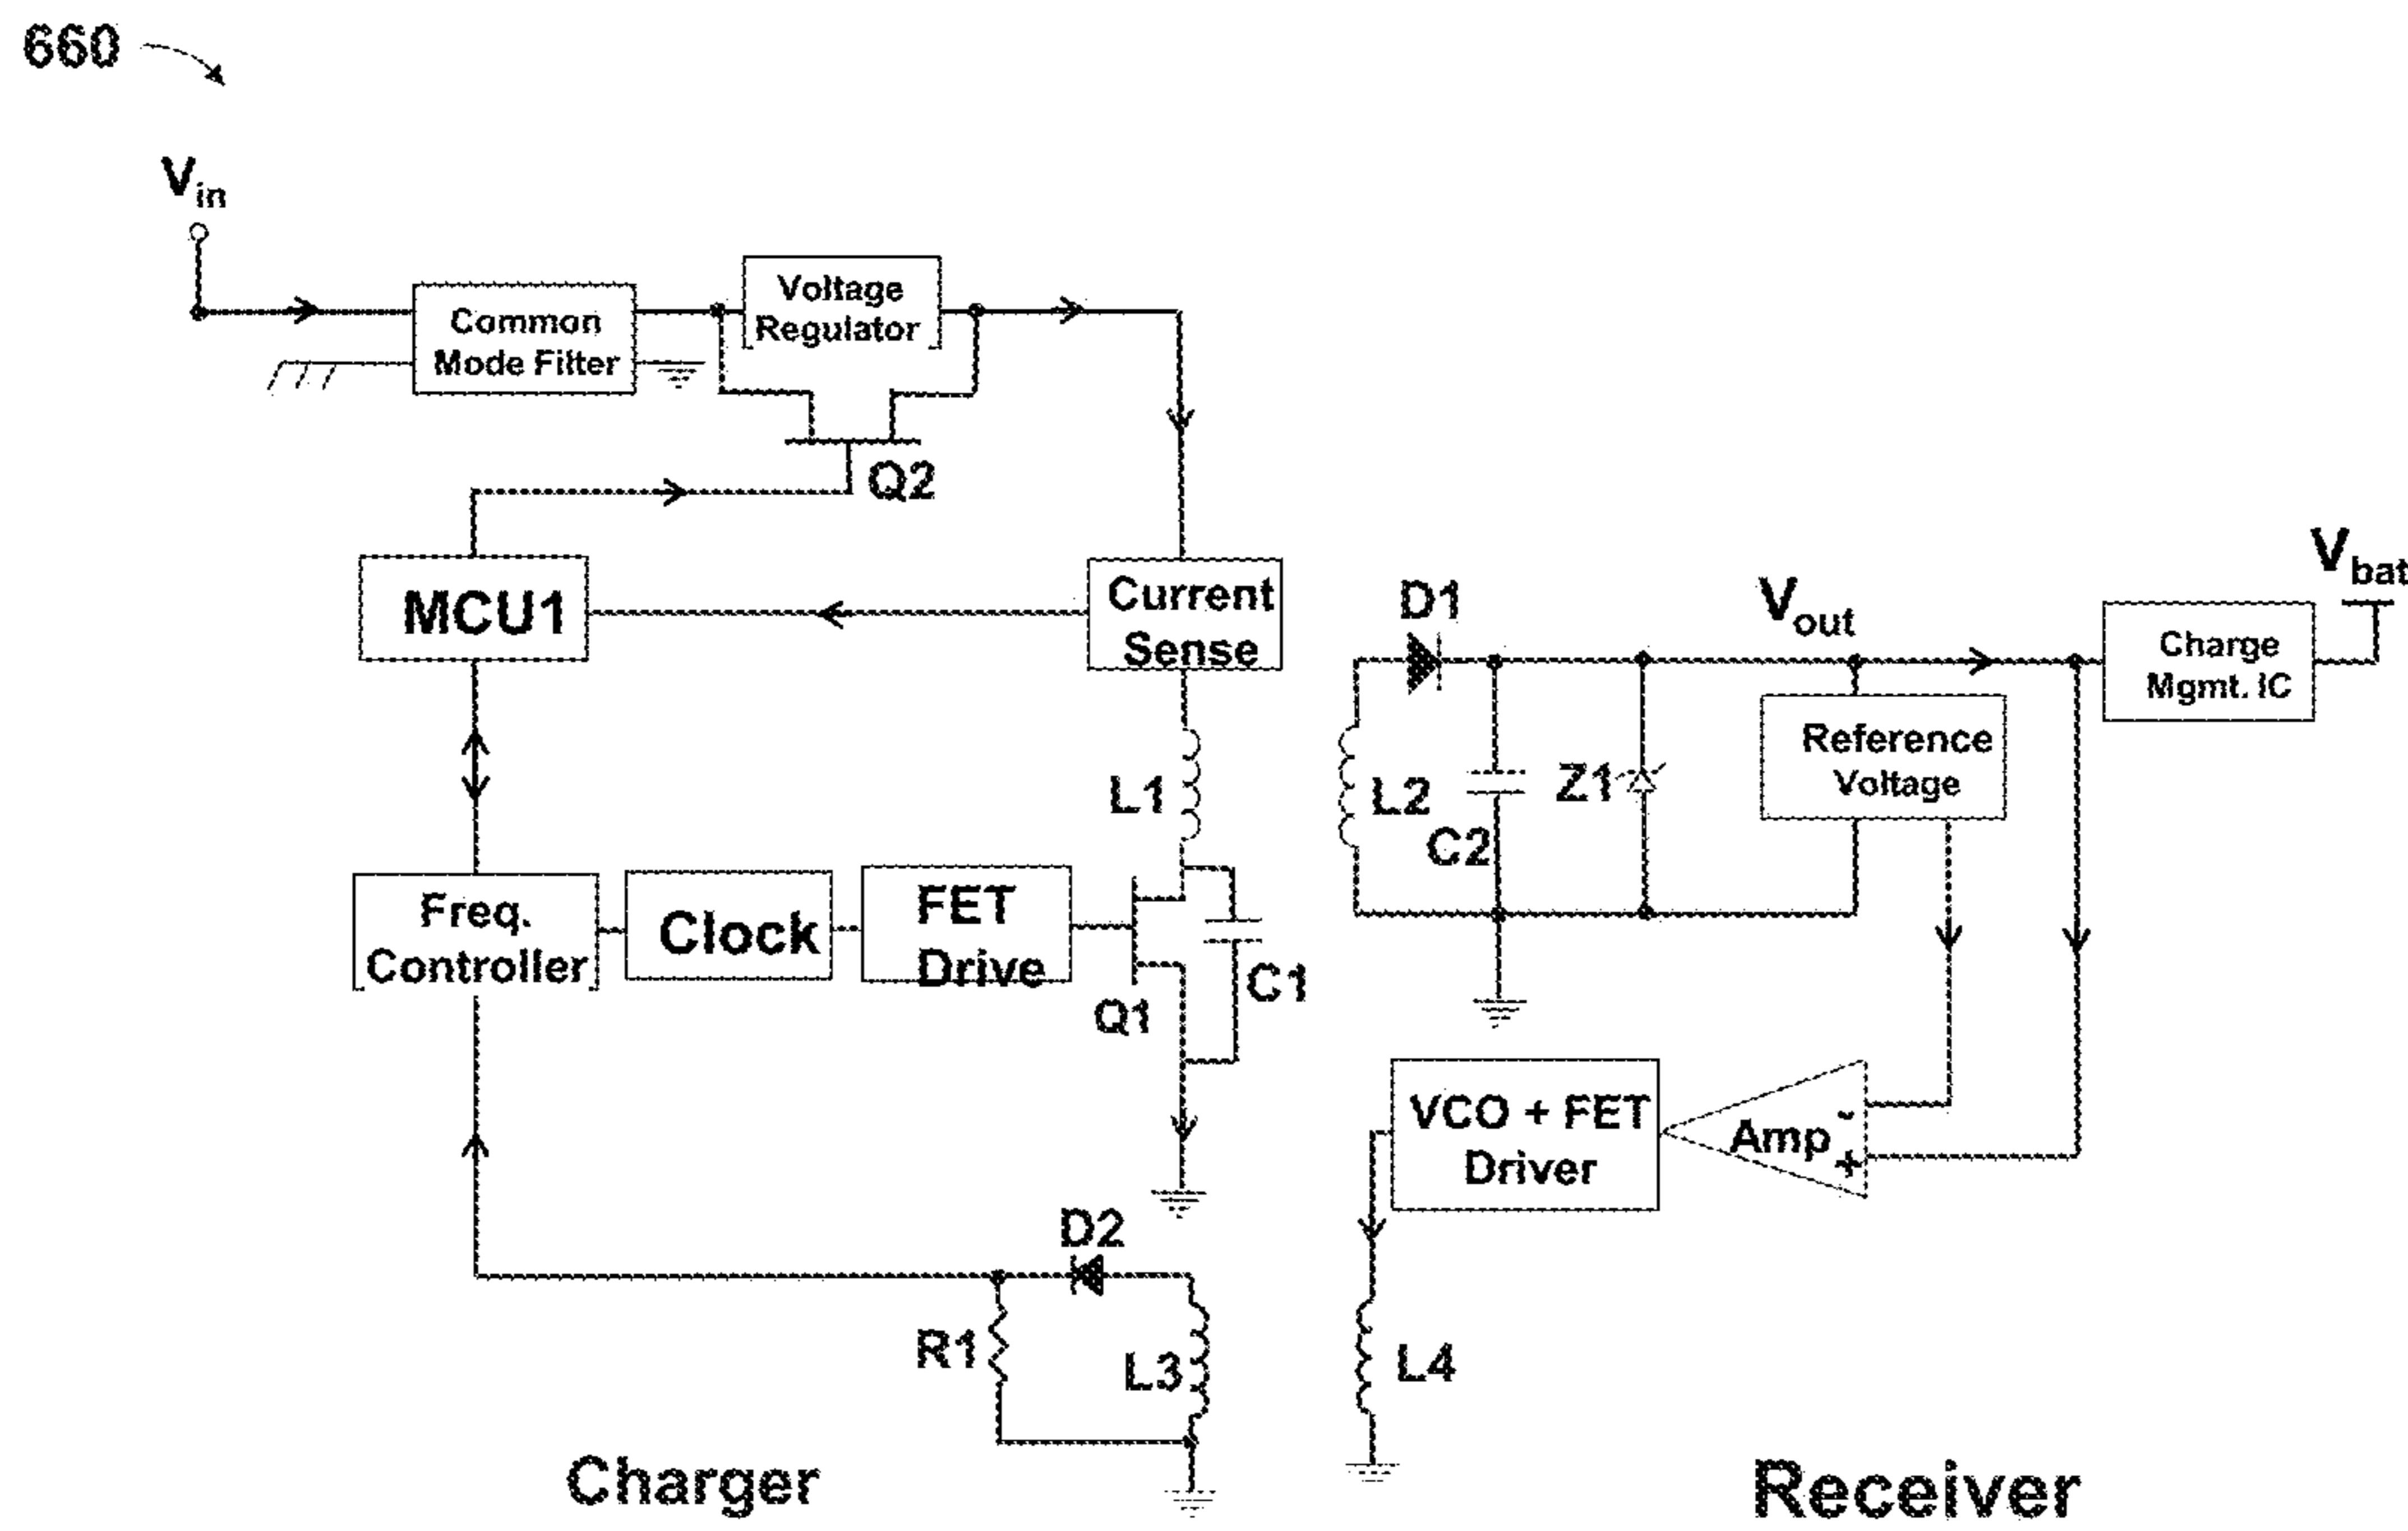 660
Vin
Voltage
Regulator
Common
Mode Filter
Q2
MCU1
Current
Sense
D1
Vout
Vbat
Charge
Mgmt. IC
Reference
Voltage
L1
L2
C2
Z1
Freq.
Controller
Clock
FET
Drive
Q1
C1
VCO + FET
Driver
Amp
-
+
D2
R1
L3
L4
Charger
Receiver